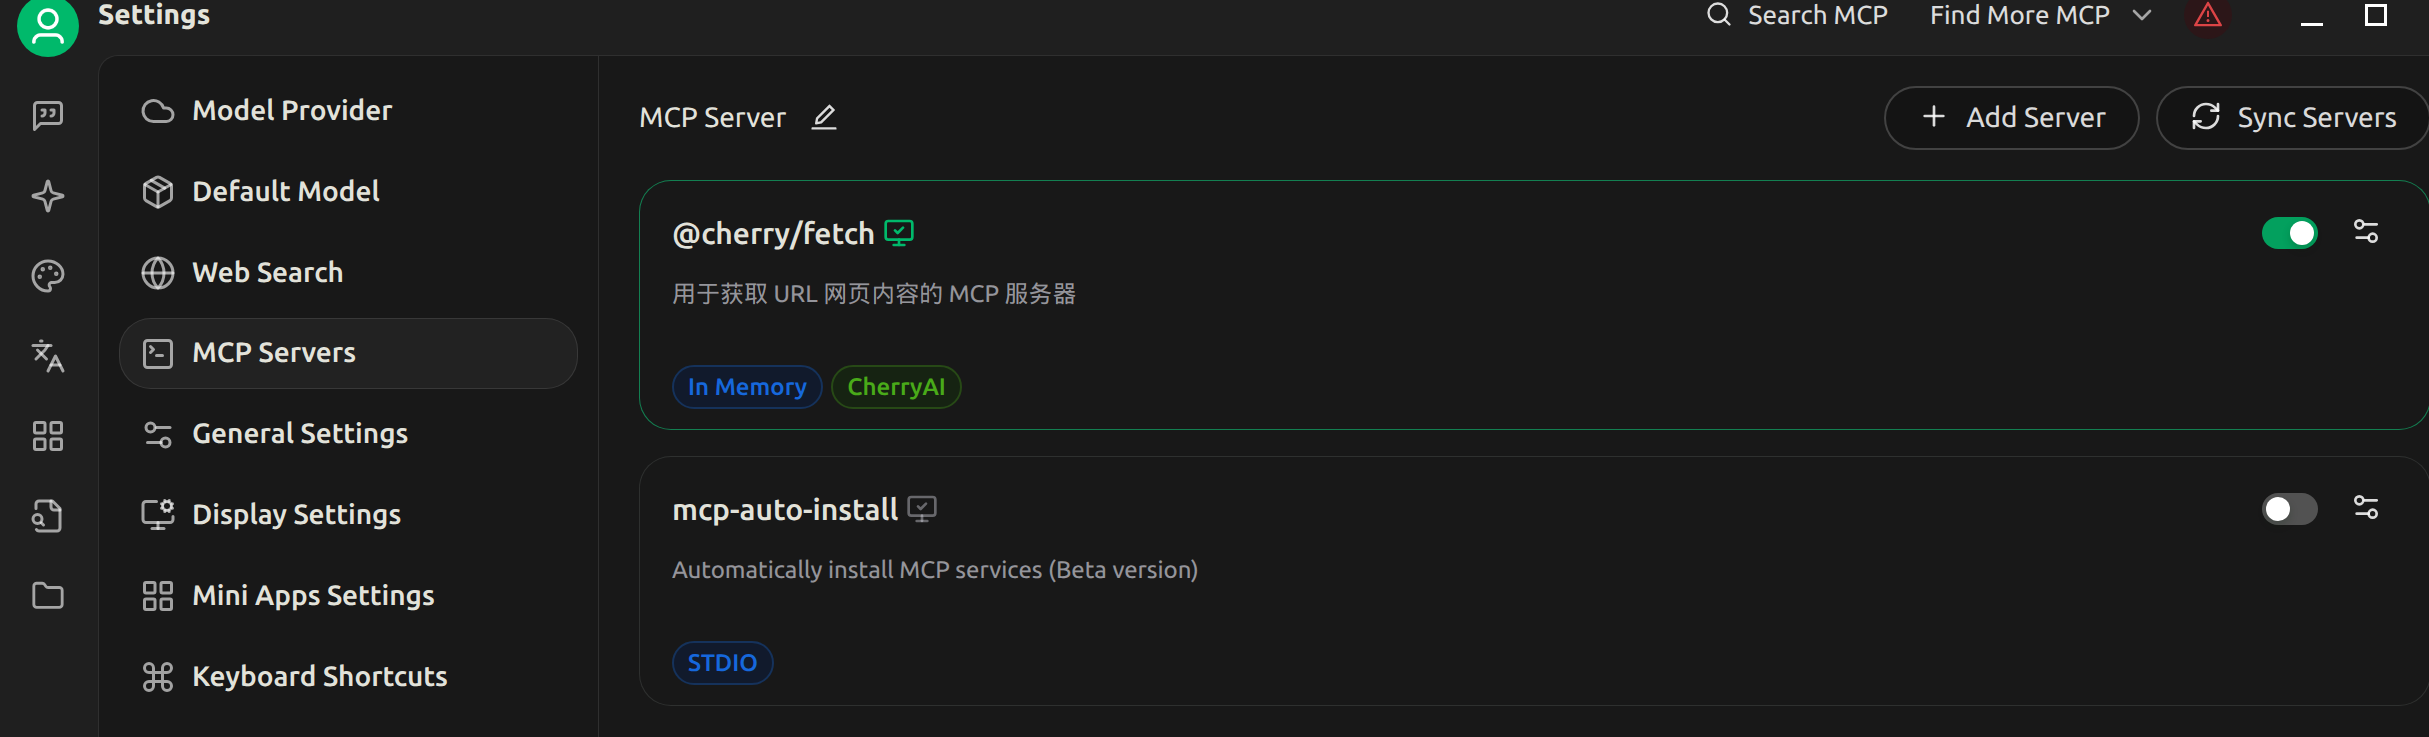 Settings
Search MCP
Find More MCP
Model Provider
Default Model
Web Search
MCP Servers
General Settings
Display Settings
Mini Apps Settings
Keyboard Shortcuts
MCP Server
Add Server
Sync Servers
@cherry/fetch
用于获取 URL 网页内容的 MCP 服务器
In Memory
CherryAI
mcp-auto-install
Automatically install MCP services (Beta version)
STDIO